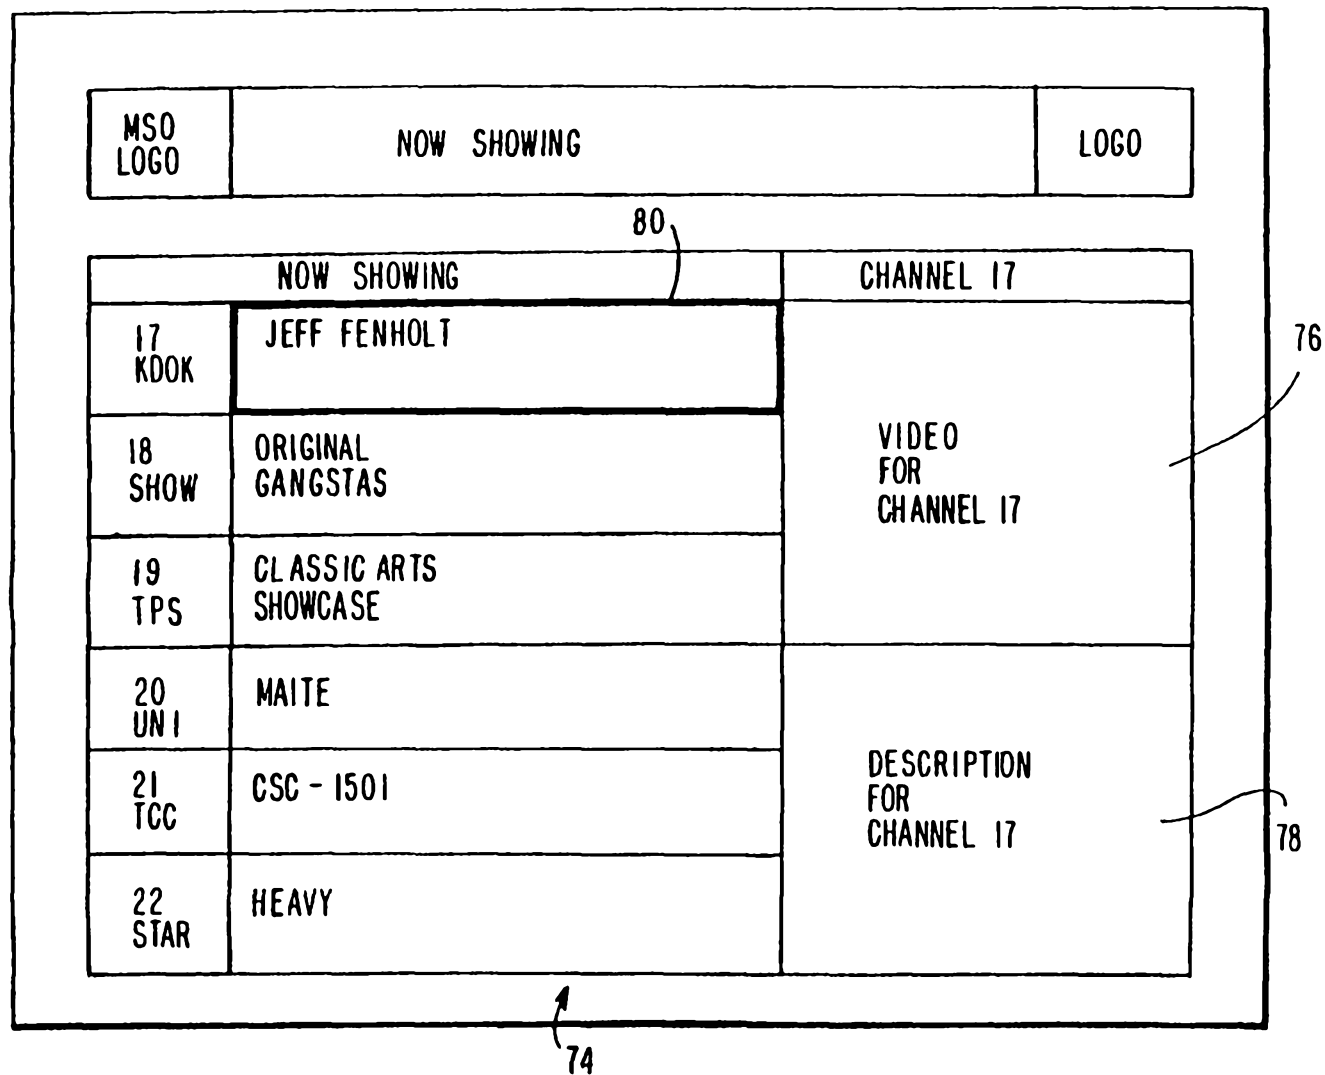 MSO
LOGO
NOW SHOWING
LOGO
80
NOW SHOWING
CHANNEL 17
17
KDOK
JEFF FENHOLT
76
VIDEO
FOR
CHANNEL 17
18
SHOW
ORIGINAL
GANGSTAS
19
TPS
CLASSIC ARTS
SHOWCASE
20
UNI
MAITE
DESCRIPTION
FOR
CHANNEL 17
21
TCC
CSC - 1501
78
22
STAR
HEAVY
74